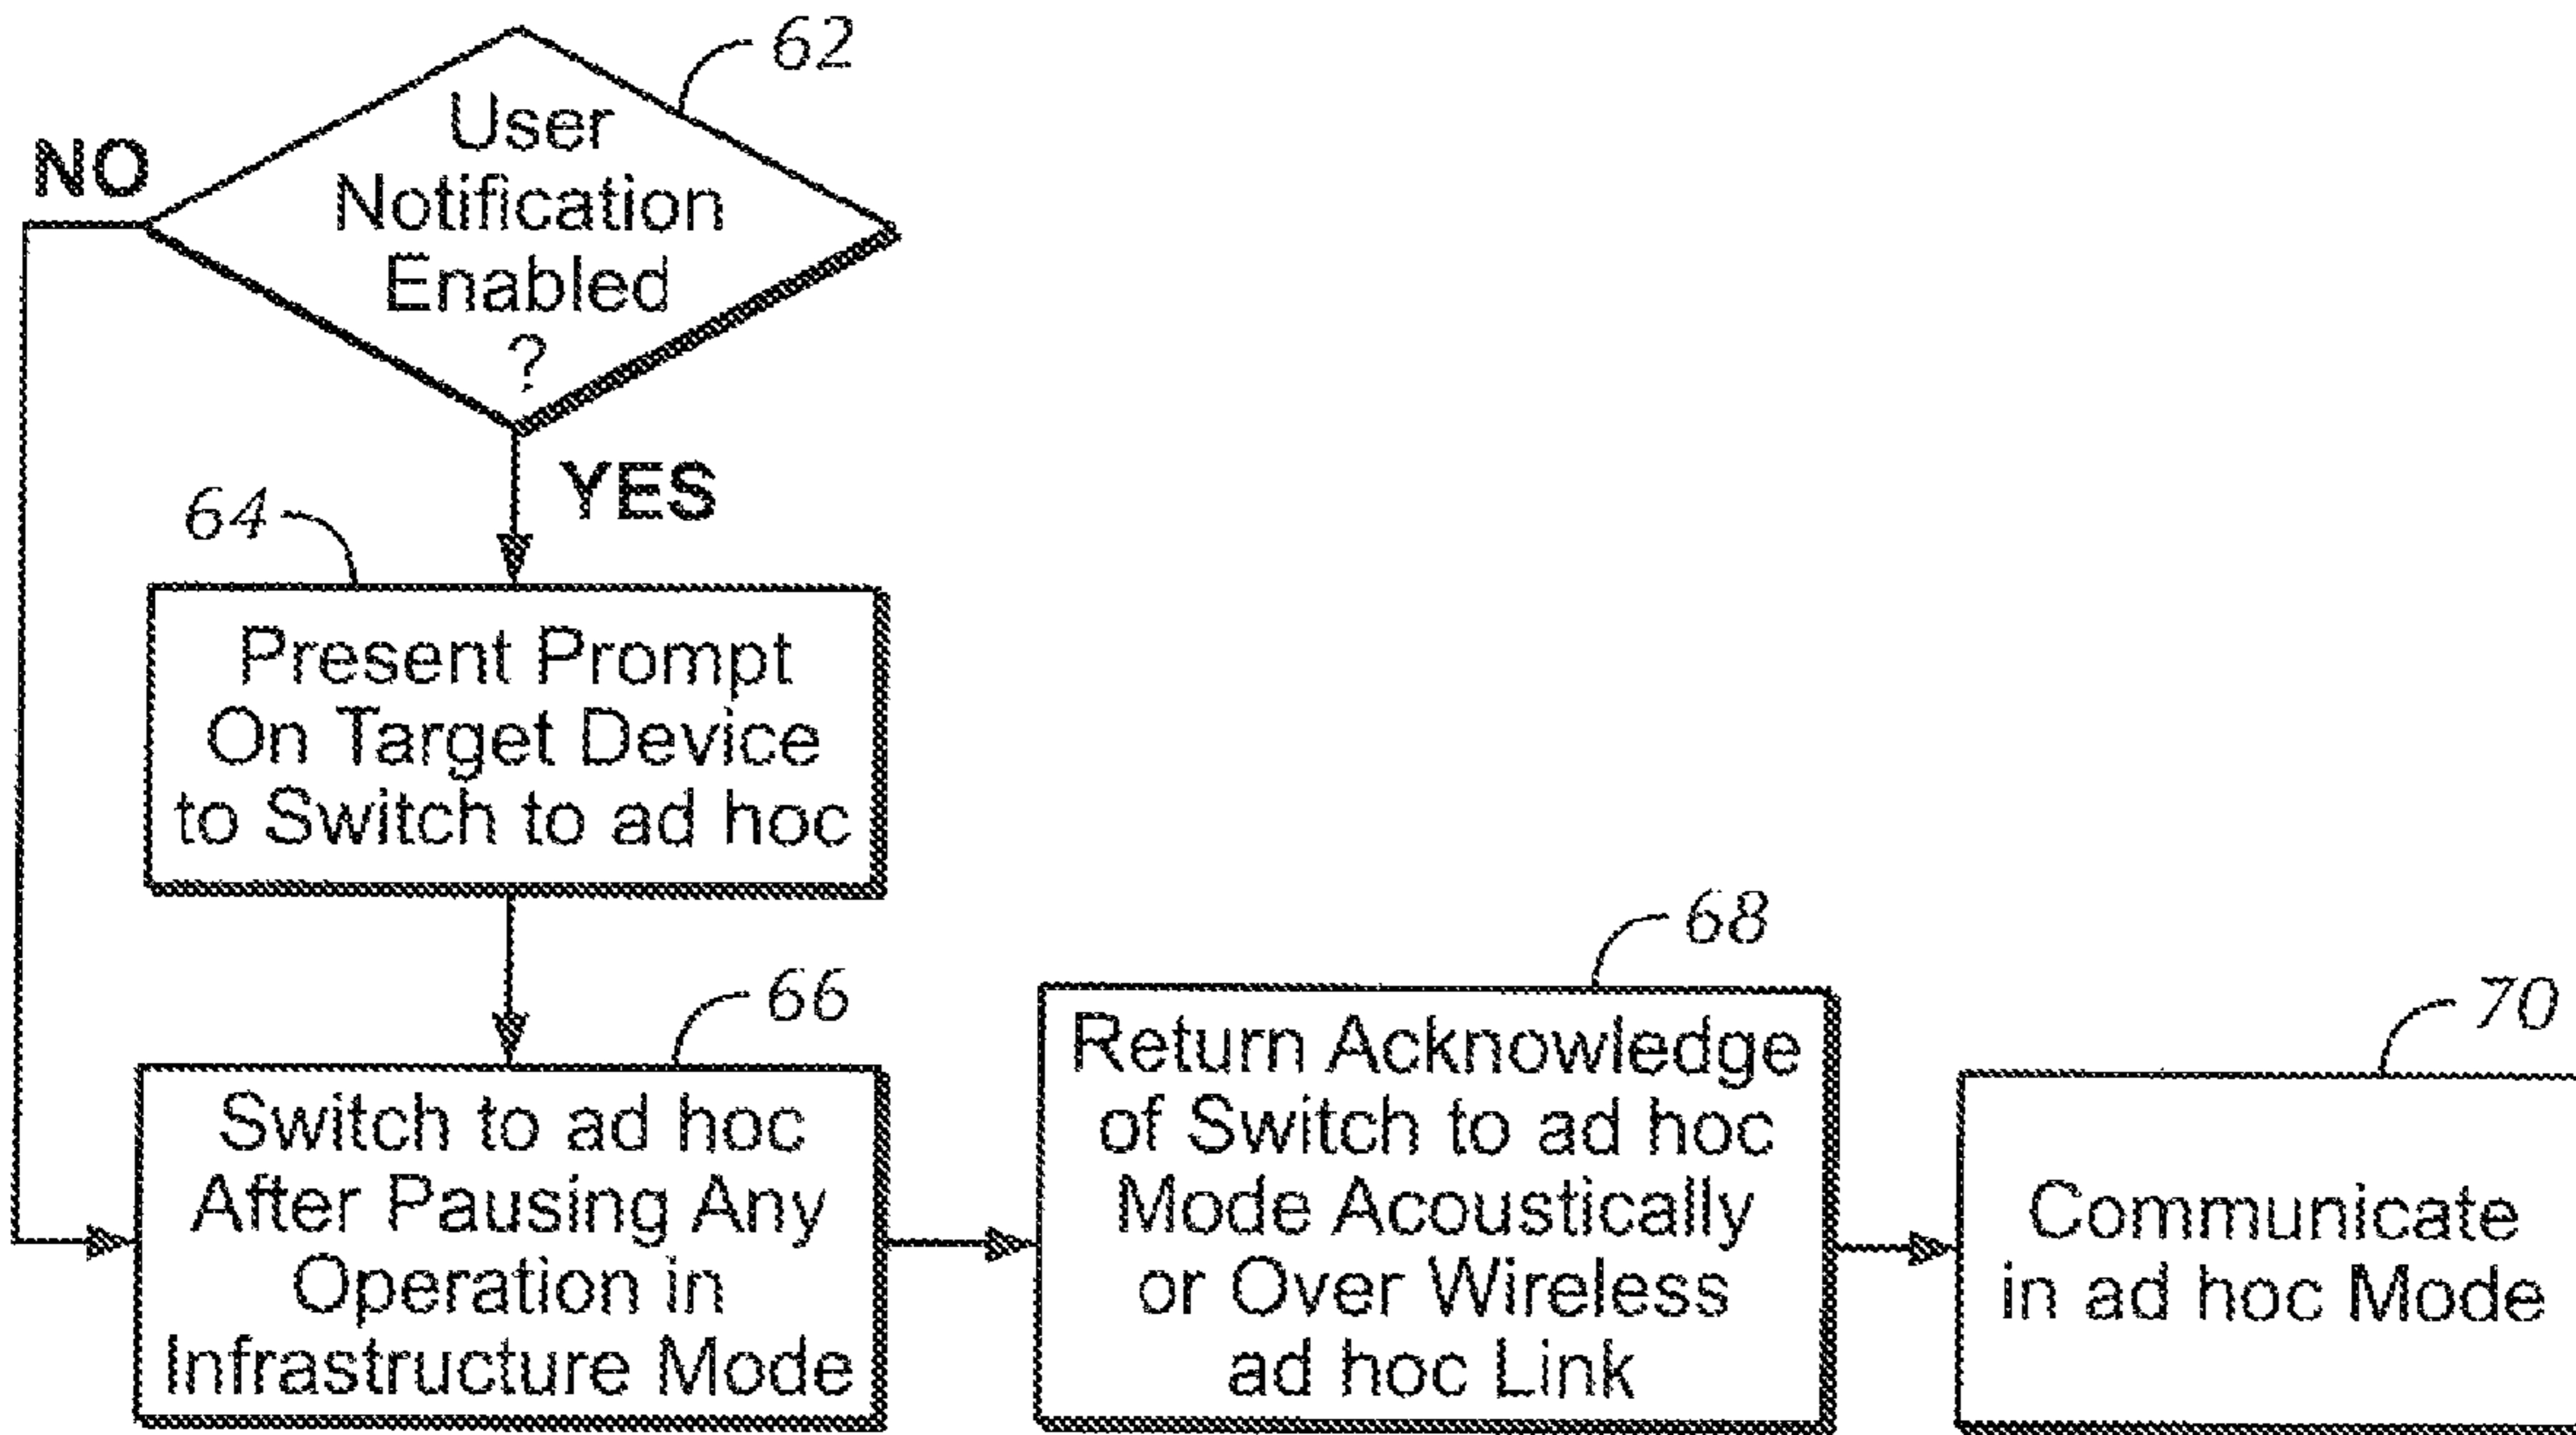 62
User
Notification
Enabled
?
NO
YES
64
Present Prompt
On Target Device
to Switch to ad hoc
66
Switch to ad hoc
After Pausing Any
Operation in
Infrastructure Mode
68
Return Acknowledge
of Switch to ad hoc
Mode Acoustically
or Over Wireless
ad hoc Link
70
Communicate
in ad hoc Mode